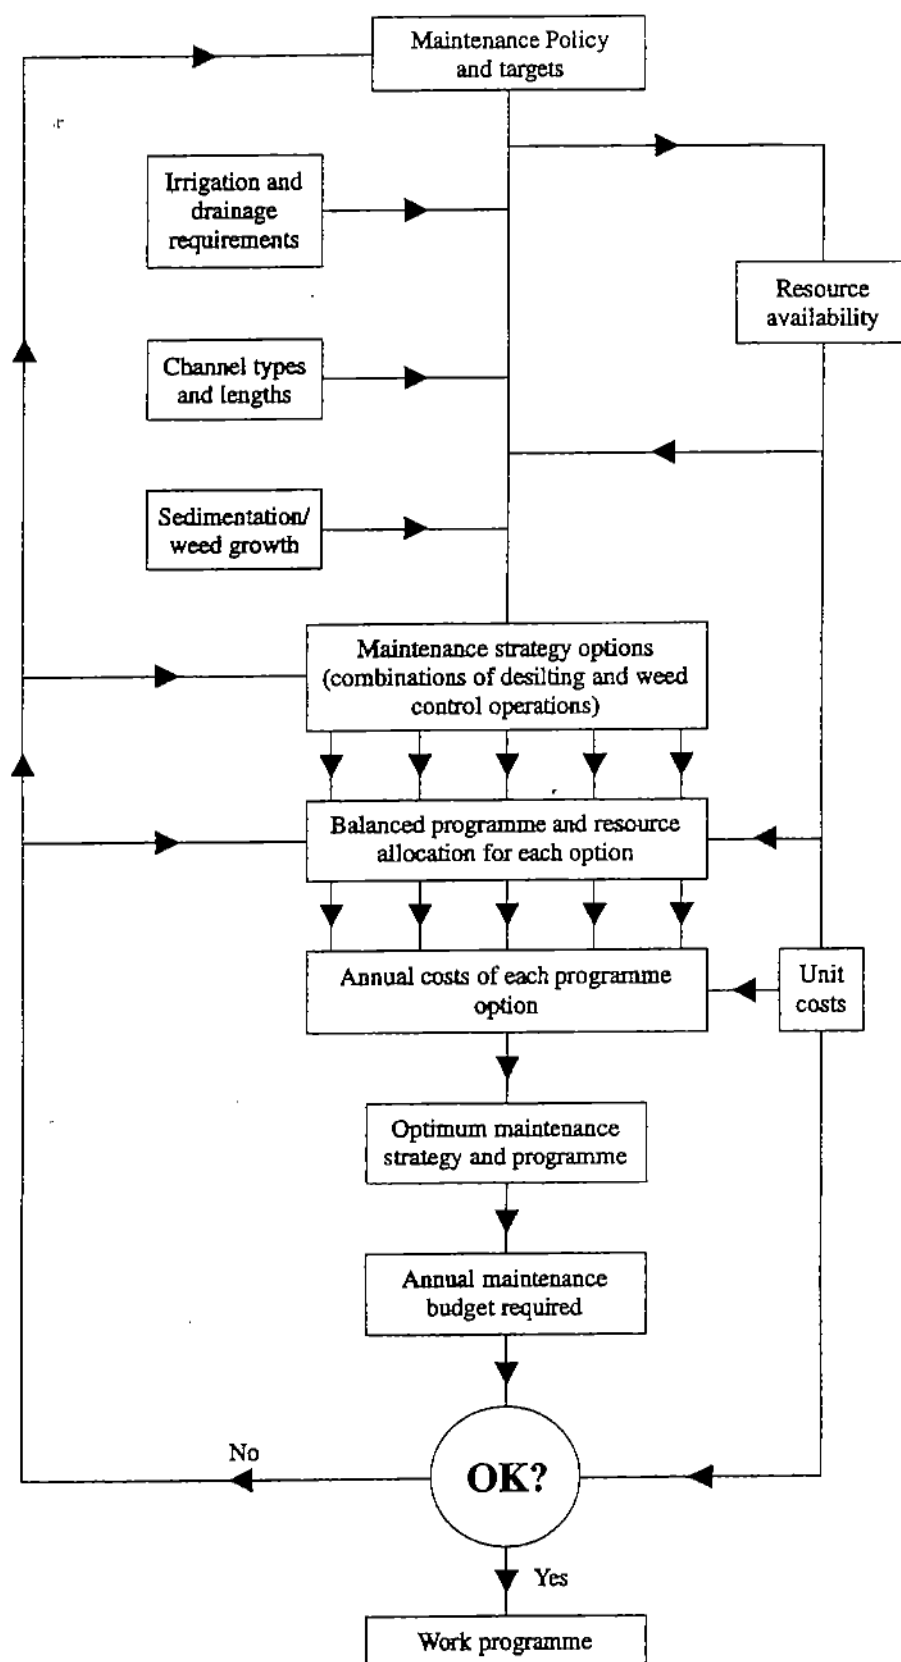 Maintenance Policy
and targets
Irrigation and
drainage
requirements
Resource
availability
Channel types
and lengths
Sedimentation/
weed growth
Maintenance strategy options
(combinations of desilting and weed
control operations)
Balanced programme and resource
allocation for each option
Annual costs of each programme
option
Unit
costs
Optimum maintenance
strategy and programme
Annual maintenance
budget required
No
OK?
Yes
Work programme